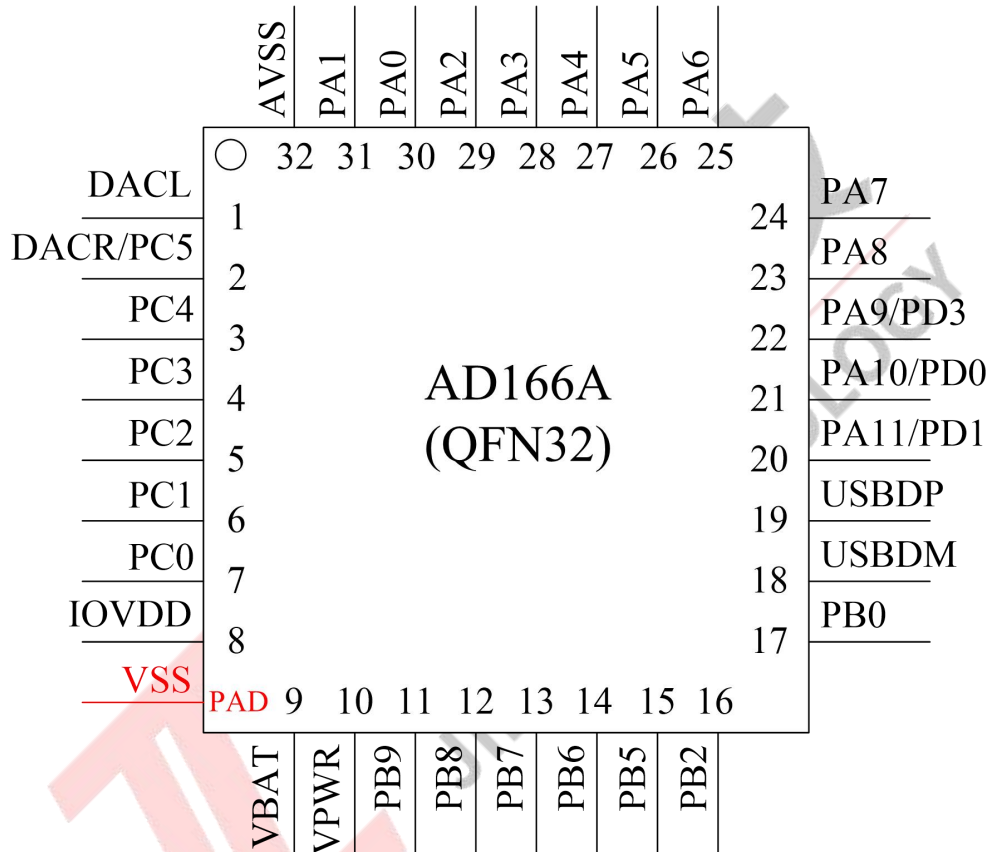 AVSS PA1 PA0 PA2 PA3 PA4 PA5 PA6
32 31 30 29 28 27 26 25
DACL 1
DACR/PC5 2
PC4 3
PC3 4
PC2 5
PC1 6
PC0 7
IOVDD 8
VSS PAD
AD166A
(QFN32)
24 PA7
23 PA8
22 PA9/PD3
21 PA10/PD0
20 PA11/PD1
19 USBDP
18 USBDM
17 PB0
9 10 11 12 13 14 15 16
VBAT VPWR PB9 PB8 PB7 PB6 PB5 PB2